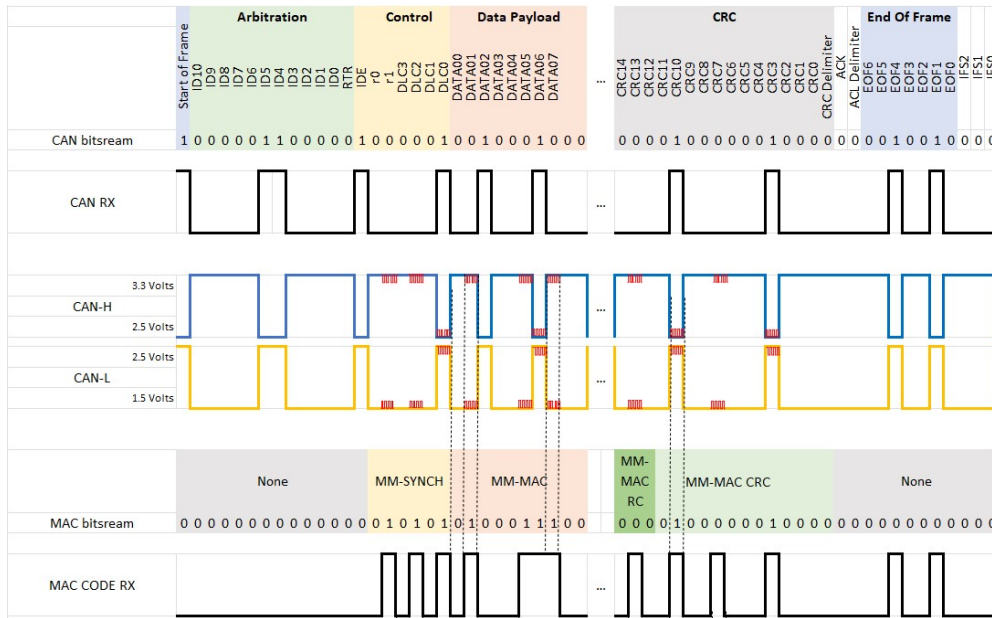 Arbitration
Control
Data Payload
CRC
End Of Frame
Start of Frame
ID10
ID9
ID8
ID7
ID6
ID5
ID4
ID3
ID2
ID1
ID0
RTR
IDE
r0
r1
DLC3
DLC2
DLC1
DLC0
DATA00
DATA01
DATA02
DATA03
DATA04
DATA05
DATA06
DATA07
...
CRC14
CRC13
CRC12
CRC11
CRC10
CRC9
CRC8
CRC7
CRC6
CRC5
CRC4
CRC3
CRC2
CRC1
CRC0
CRC Delimiter
ACK
ACL Delimiter
EOF6
EOF5
EOF4
EOF3
EOF2
EOF1
EOF0
IFS2
IFS1
IFS0
CAN bitsream 1 0 0 0 0 0 1 1 0 0 0 0 0 1 0 0 0 0 0 1 0 0 1 0 0 0 1 0 0 0 0 0 0 0 1 0 0 0 0 0 0 1 0 0 0 0 0 0 0 0 1 0 0 1 0 0 0 0
CAN RX
...
3.3 Volts
CAN-H
...
2.5 Volts
2.5 Volts
CAN-L
...
1.5 Volts
None
MM-SYNCH
MM-MAC
MM-
MAC
RC
MM-MAC CRC
None
MAC bitsream 0 0 0 0 0 0 0 0 0 0 0 0 0 0 0 1 0 1 0 1 0 1 0 0 0 1 1 1 0 0 0 0 0 0 1 0 0 0 0 0 0 1 0 0 0 0 0 0 0 0 0 0 0 0 0 0 0 0
MAC CODE RX
...